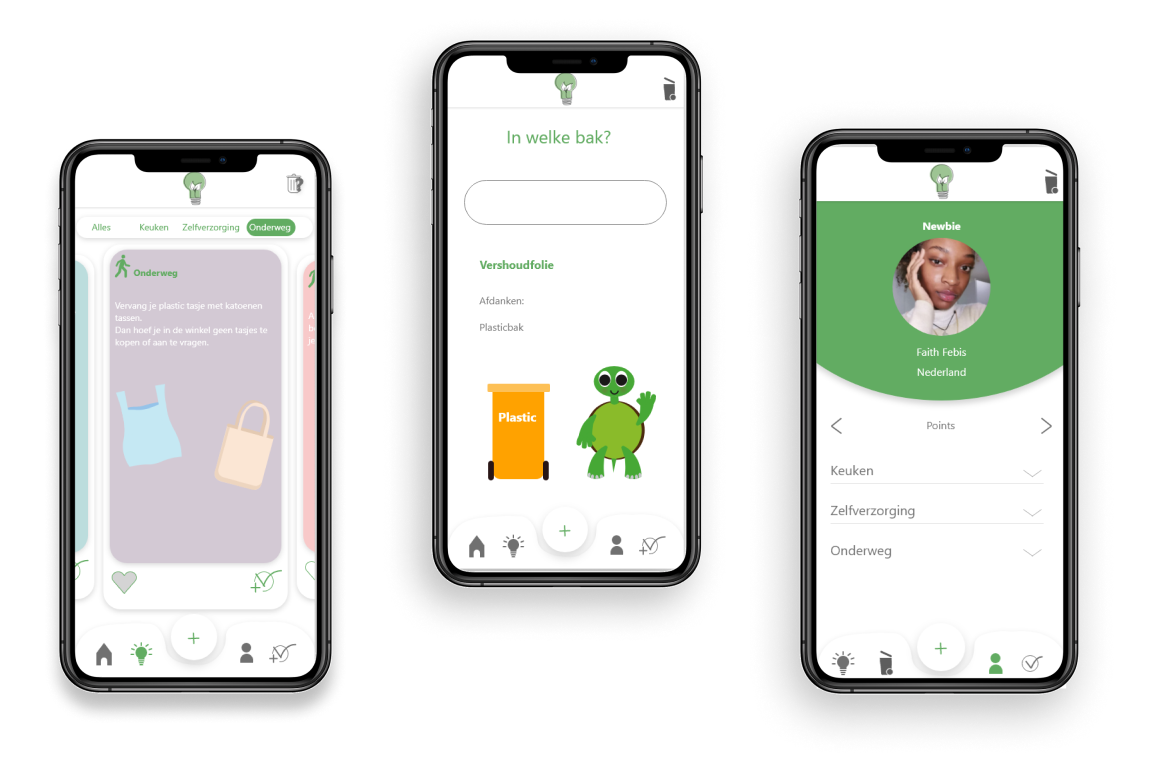 Alles Keuken Zelfverzorging Onderweg
Onderweg
Vervang je plastic tasje met katoenen
tassen.
Dan hoef je in de winkel geen tasjes te
kopen of aan te vragen.
A
b
je
In welke bak?
Vershoudfolie
Afdanken:
Plasticbak
Plastic
Newbie
Faith Febis
Nederland
Points
Keuken
Zelfverzorging
Onderweg